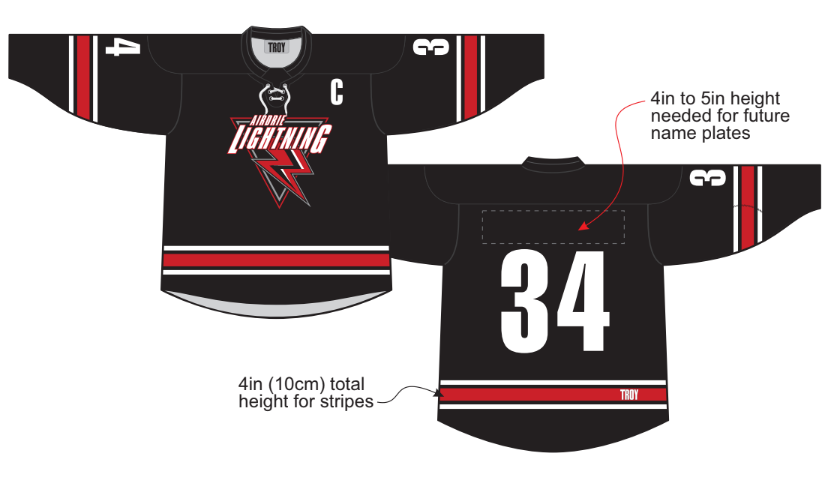 4
TROY
3
C
AIRDRIE
LIGHTNING
4in to 5in height
needed for future
name plates
3
34
4in (10cm) total
height for stripes
TROY